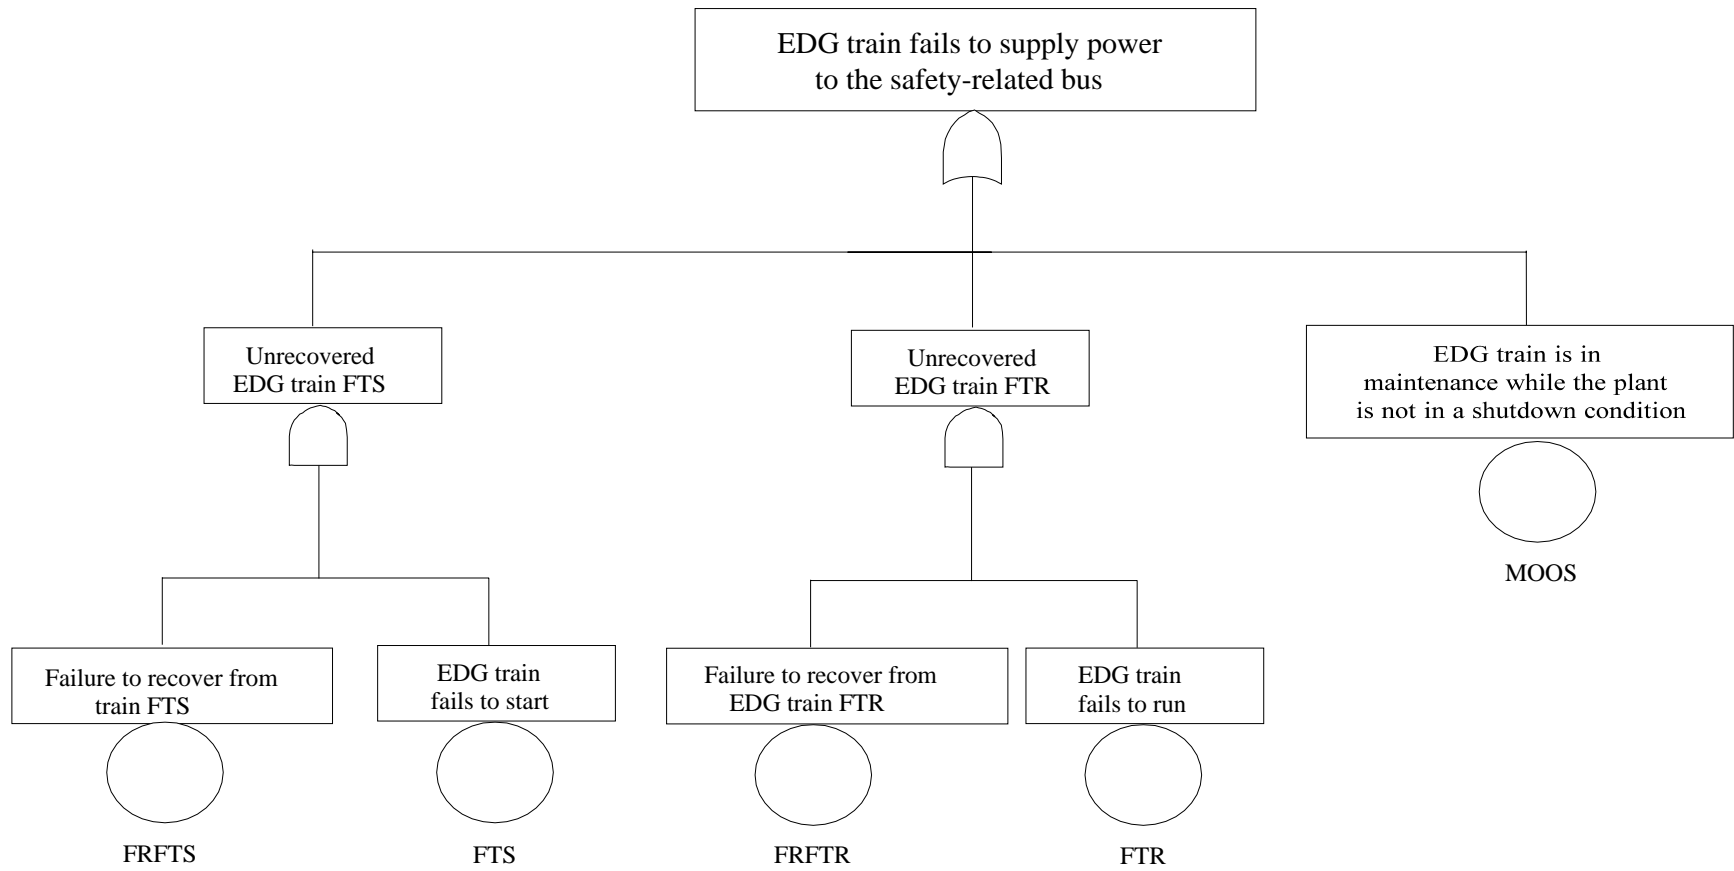 EDG train fails to supply power
to the safety-related bus
Unrecovered
EDG train FTS
Unrecovered
EDG train FTR
EDG train is in
maintenance while the plant
is not in a shutdown condition
MOOS
Failure to recover from
train FTS
EDG train
fails to start
Failure to recover from
EDG train FTR
EDG train
fails to run
FRFTS
FTS
FRFTR
FTR